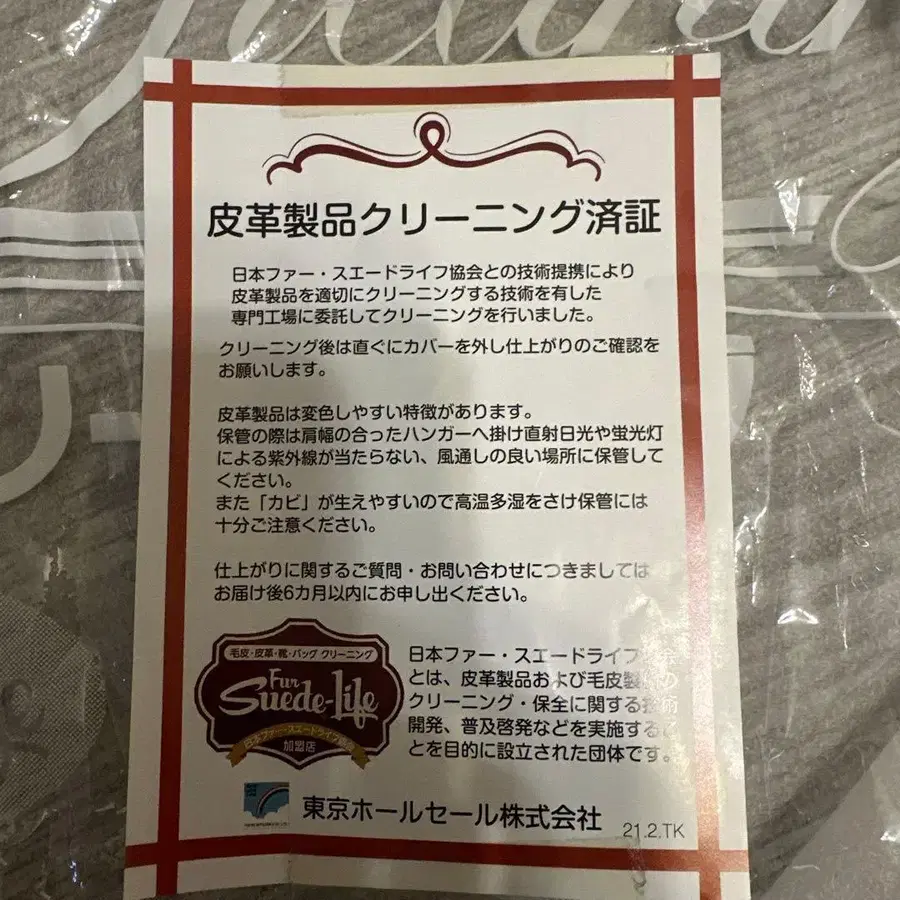 皮革製品クリーニング済証
日本ファー・スエードライフ協会との技術提携により
皮革製品を適切にクリーニングする技術を有した
専門工場に委託してクリーニングを行いました。
クリーニング後は直ぐにカバーを外し仕上がりのご確認を
お願いします。
皮革製品は変色しやすい特徴があります。
保管の際は肩幅の合ったハンガーへ掛け直射日光や蛍光灯
による紫外線が当たらない、風通しの良い場所に保管して
ください。
また「カビ」が生えやすいので高温多湿をさけ保管には
十分ご注意ください。
仕上がりに関するご質問・お問い合わせにつきましては
お届け後6カ月以内にお申し出ください。
毛皮・皮革・靴・バッグ クリーニング
Fur
Suede-Life
日本ファー・スエードライフ協会
加盟店
日本ファー・スエードライフ
とは、皮革製品および毛皮製
クリーニング・保全に関する技術
開発、普及啓発などを実施するこ
とを目的に設立された団体です。
東京ホールセール株式会社
21.2.TK